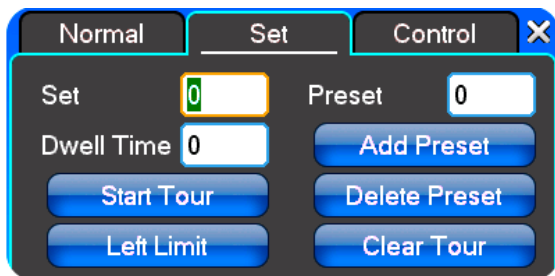 Normal Set Control X
Set 0 Preset 0
Dwell Time 0 Add Preset
Start Tour Delete Preset
Left Limit Clear Tour